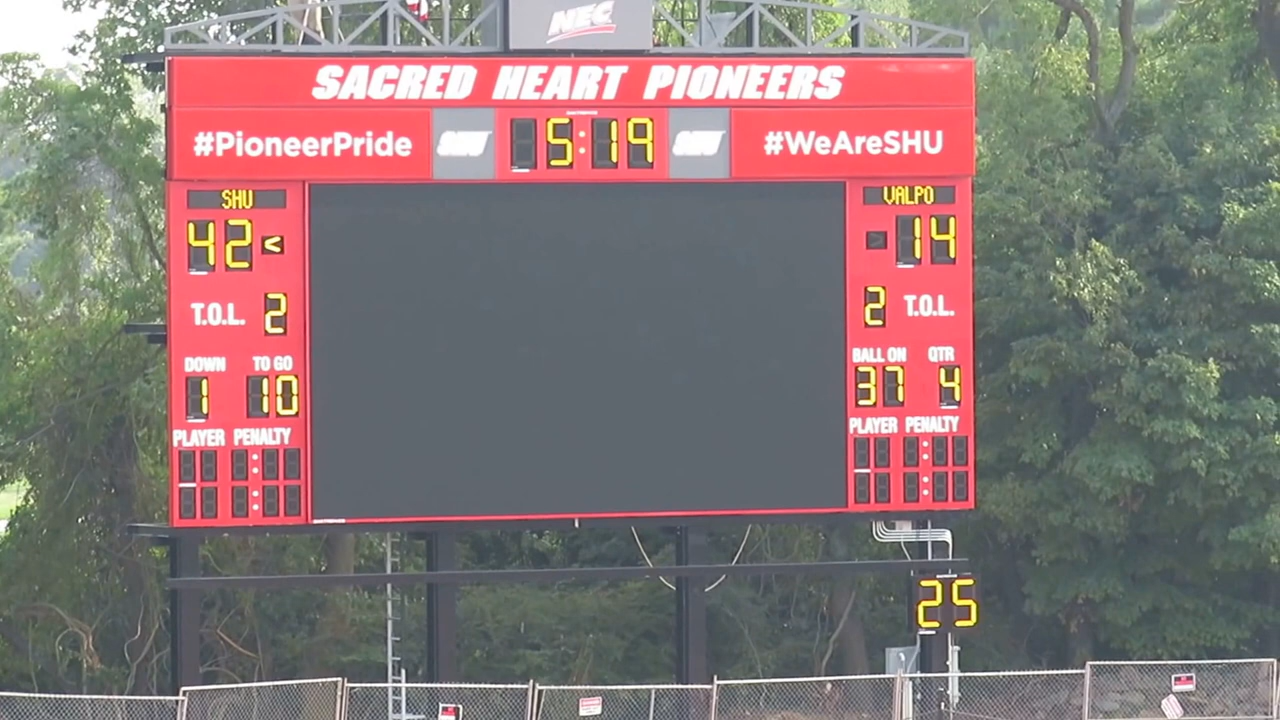 NEC
SACRED HEART PIONEERS
#PioneerPride
SHU
5:19
SHU
#WeAreSHU
SHU
VALPO
42 <
14
T.O.L. 2
2 T.O.L.
DOWN TO GO
BALL ON QTR
1 10
37 4
PLAYER PENALTY
PLAYER PENALTY
25